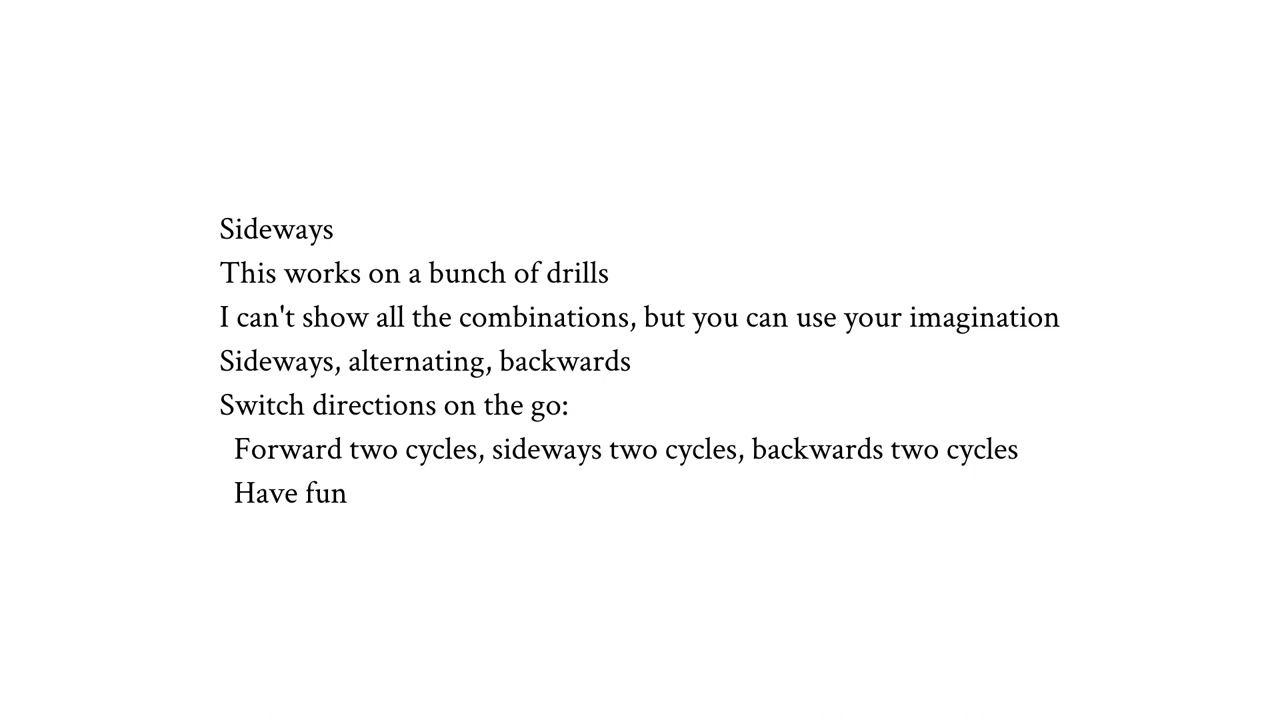 Sideways
This works on a bunch of drills
I can't show all the combinations, but you can use your imagination
Sideways, alternating, backwards
Switch directions on the go:
Forward two cycles, sideways two cycles, backwards two cycles
Have fun